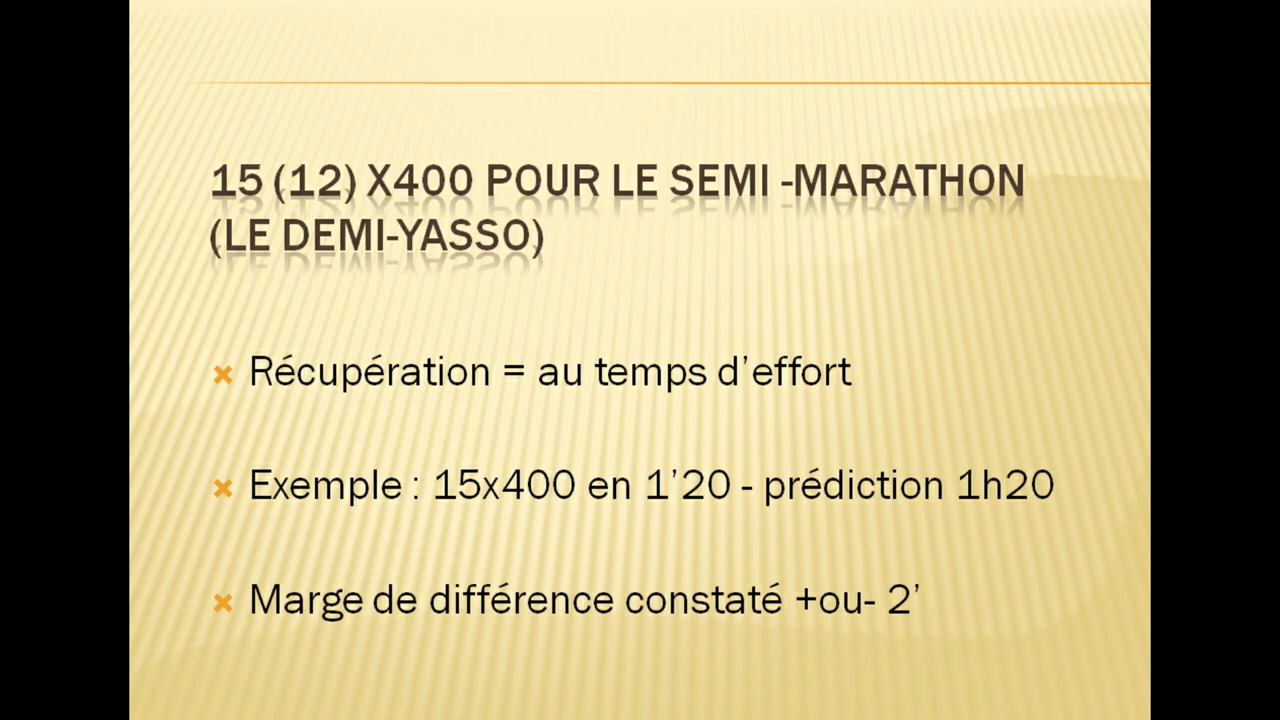 15 (12) X400 POUR LE SEMI -MARATHON
(LE DEMI-YASSO)
Récupération = au temps d’effort
Exemple : 15x400 en 1’20 - prédiction 1h20
Marge de différence constaté +ou- 2’